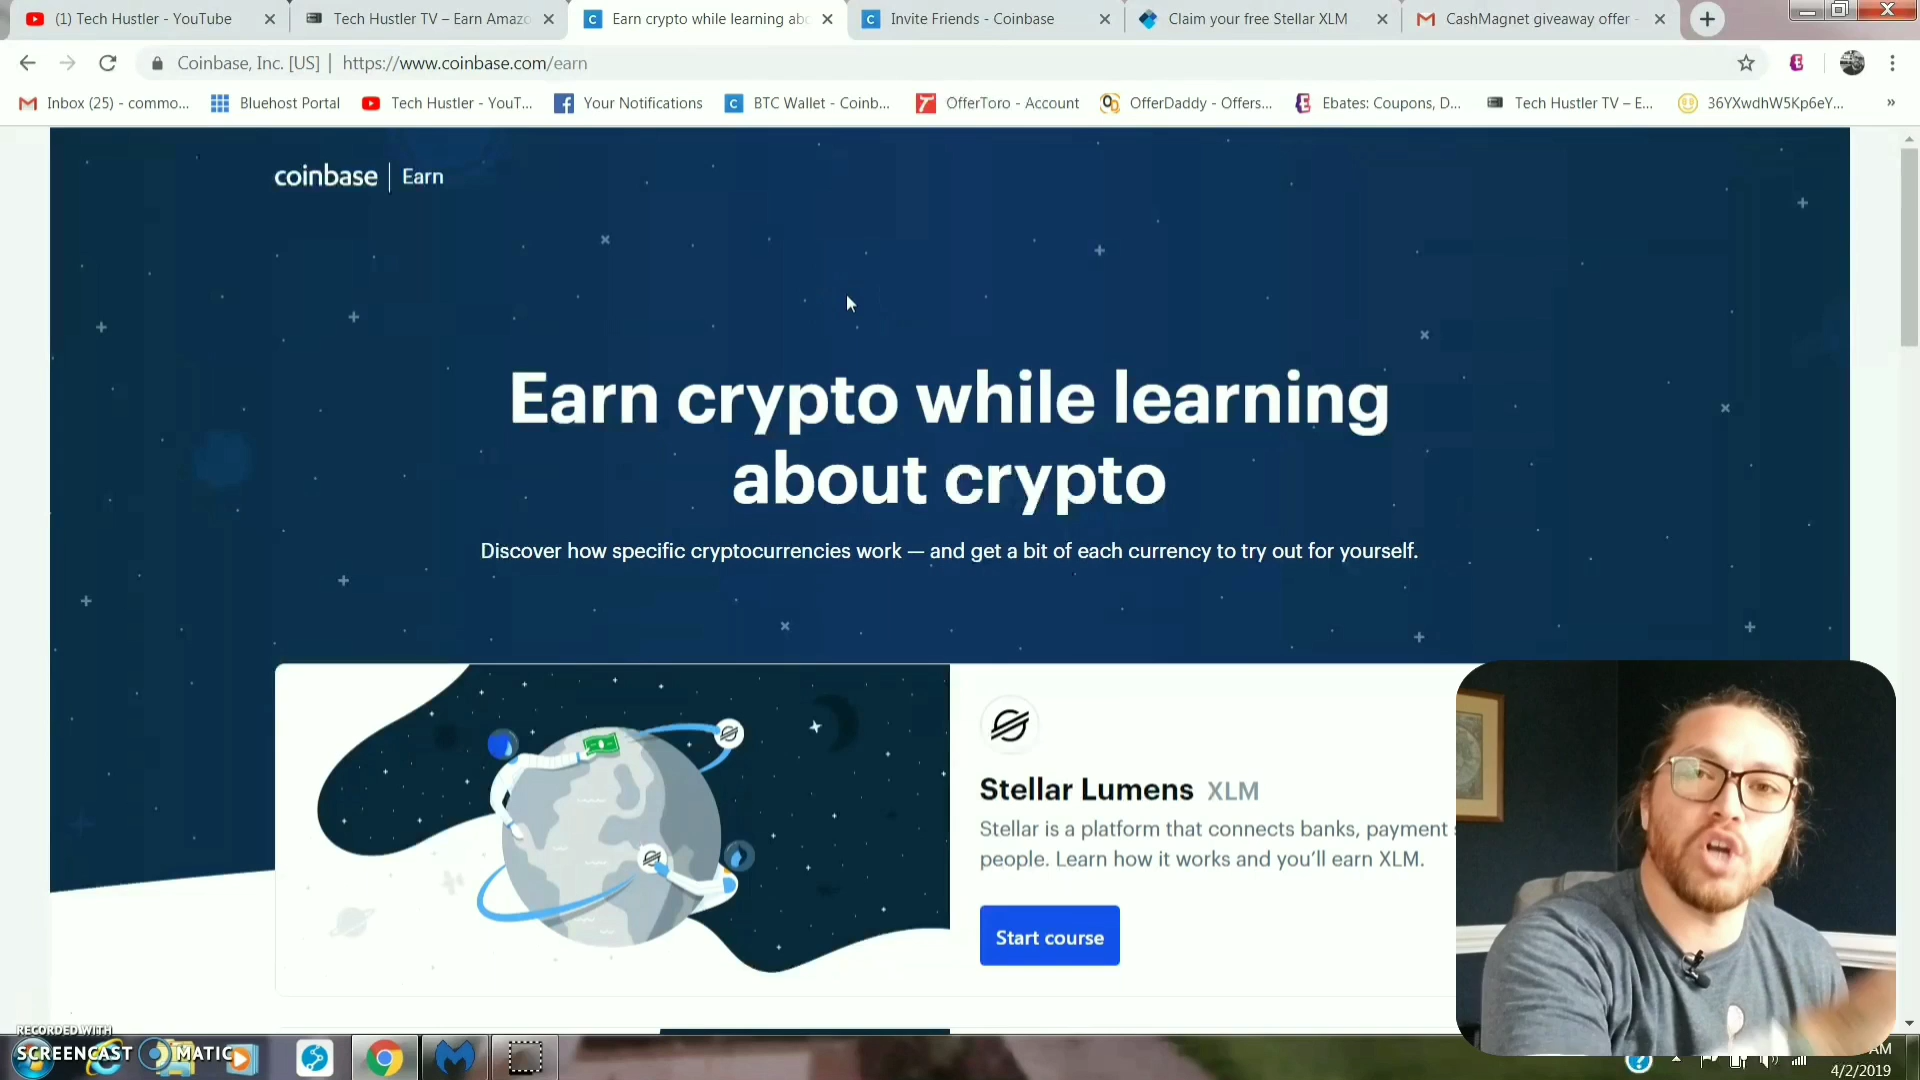 (1) Tech Hustler - YouTube
Tech Hustler TV – Earn Amazo
Earn crypto while learning abo
Invite Friends - Coinbase
Claim your free Stellar XLM
CashMagnet giveaway offer -
Coinbase, Inc. [US] | https://www.coinbase.com/earn
Inbox (25) - commo...
Bluehost Portal
Tech Hustler - YouT...
Your Notifications
BTC Wallet - Coinb...
OfferToro - Account
OfferDaddy - Offers...
Ebates: Coupons, D...
Tech Hustler TV – E...
36YXwdhW5Kp6eY...
»
coinbase | Earn
Earn crypto while learning
about crypto
Discover how specific cryptocurrencies work — and get a bit of each currency to try out for yourself.
Stellar Lumens XLM
Stellar is a platform that connects banks, payment
people. Learn how it works and you'll earn XLM.
Start course
RECORDED WITH
SCREENCAST MATIC
AM
4/2/2019